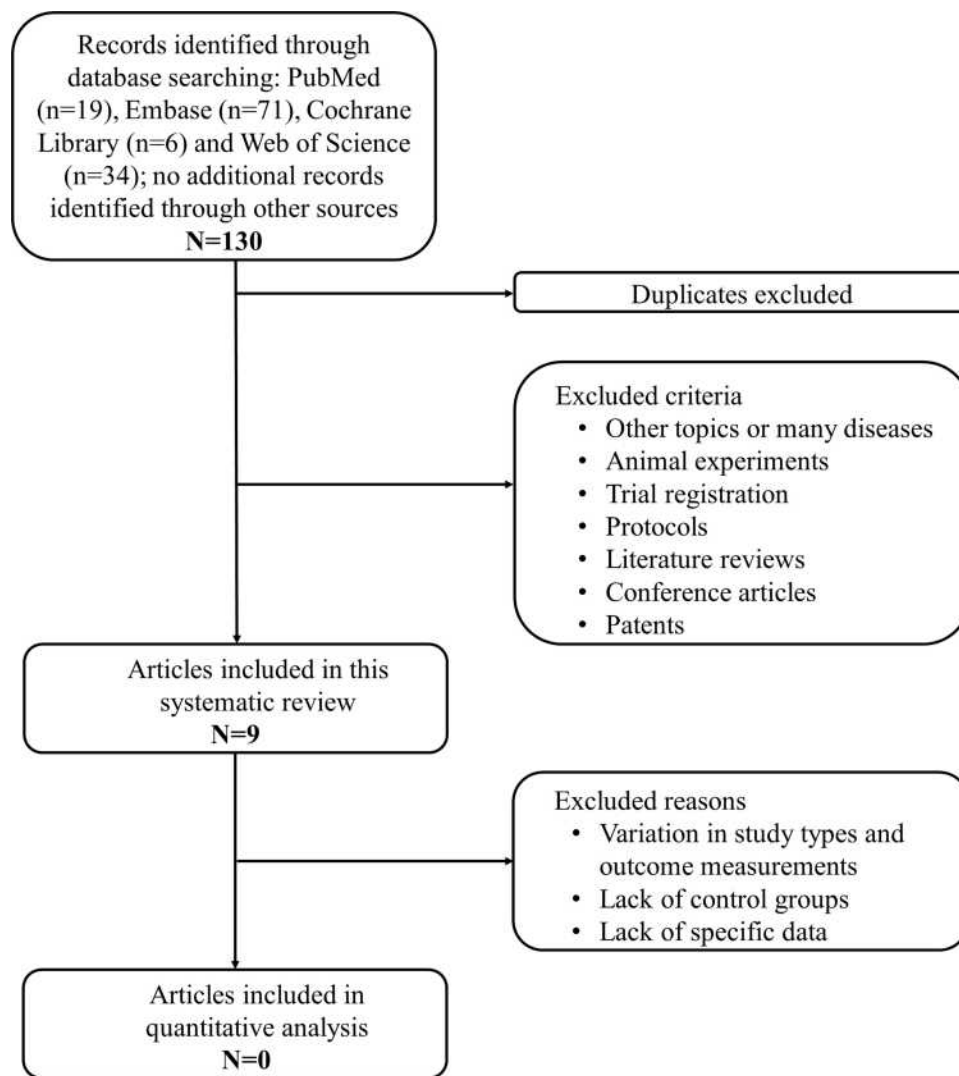 Records identified through
database searching: PubMed
(n=19), Embase (n=71), Cochrane
Library (n=6) and Web of Science
(n=34); no additional records
identified through other sources
N=130
Duplicates excluded
Excluded criteria
• Other topics or many diseases
• Animal experiments
• Trial registration
• Protocols
• Literature reviews
• Conference articles
• Patents
Articles included in this
systematic review
N=9
Excluded reasons
• Variation in study types and
outcome measurements
• Lack of control groups
• Lack of specific data
Articles included in
quantitative analysis
N=0